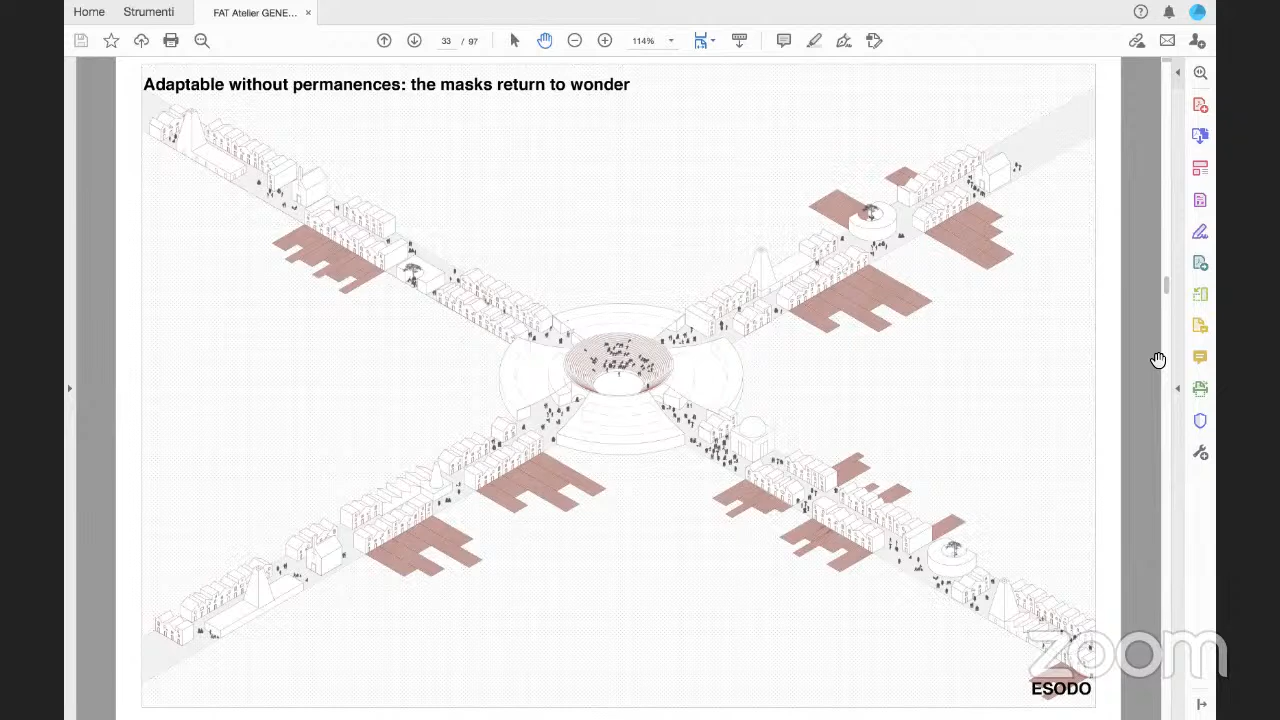 Home Strumenti FAT Atelier GENE... ×
33 / 97 114%
Adaptable without permanences: the masks return to wonder
zoom
ESODO